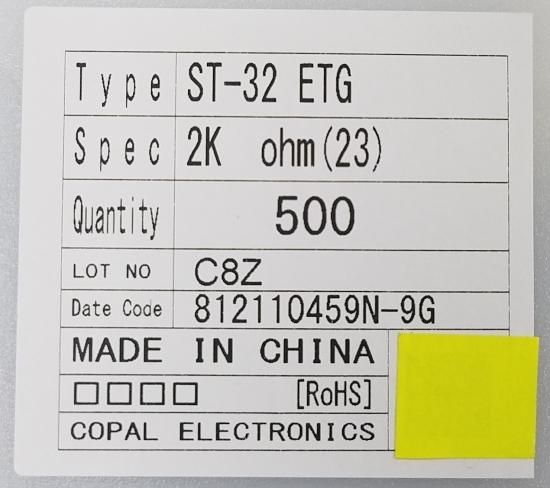 Type ST-32 ETG
Spec 2K ohm(23)
Quantity 500
LOT NO C8Z
Date Code 812110459N-9G
MADE IN CHINA
□□□□ [RoHS]
COPAL ELECTRONICS